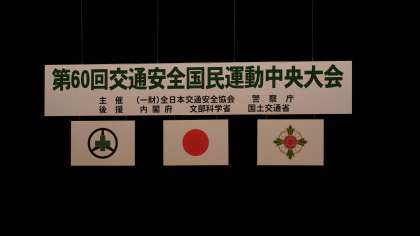 第60回交通安全国民運動中央大会
主　催　(一財)全日本交通安全協会　警　察　庁
後　援　内　閣　府　文部科学省　国土交通省